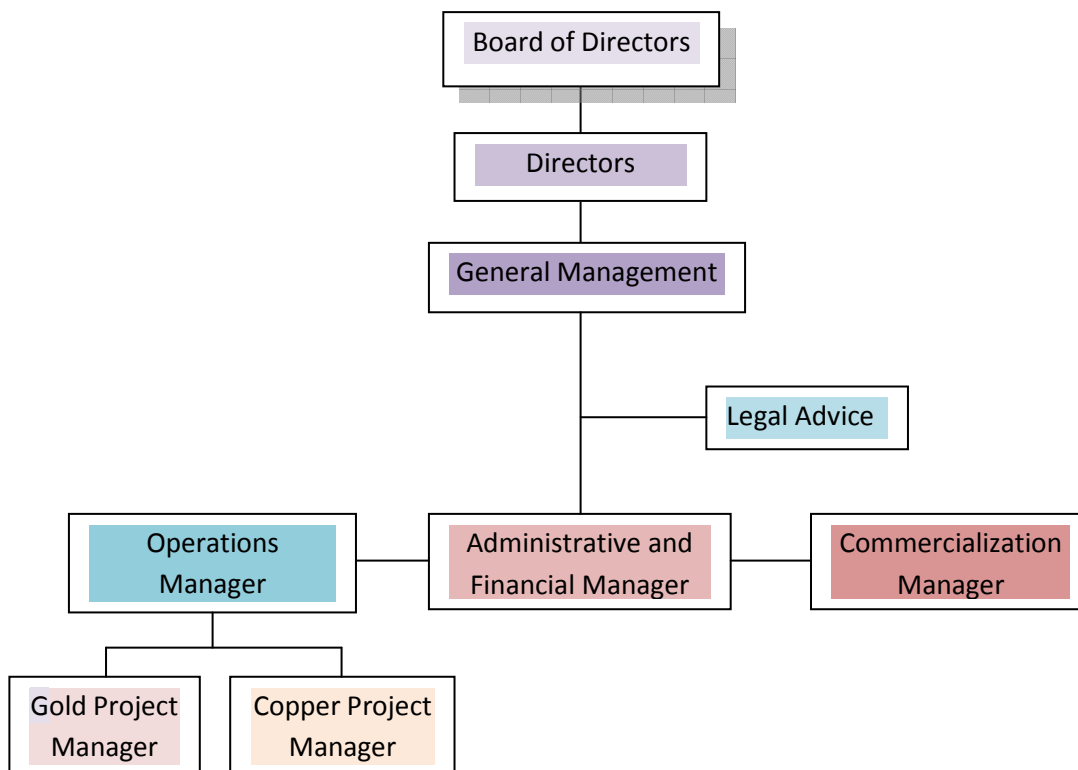 Board of Directors
Directors
General Management
Legal Advice
Operations
Manager
Administrative and
Financial Manager
Commercialization
Manager
Gold Project
Manager
Copper Project
Manager